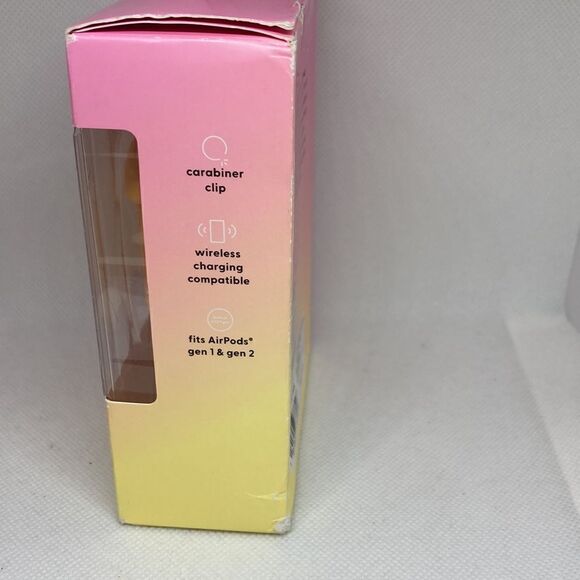 carabiner
clip
wireless
charging
compatible
fits AirPods®
gen 1 & gen 2